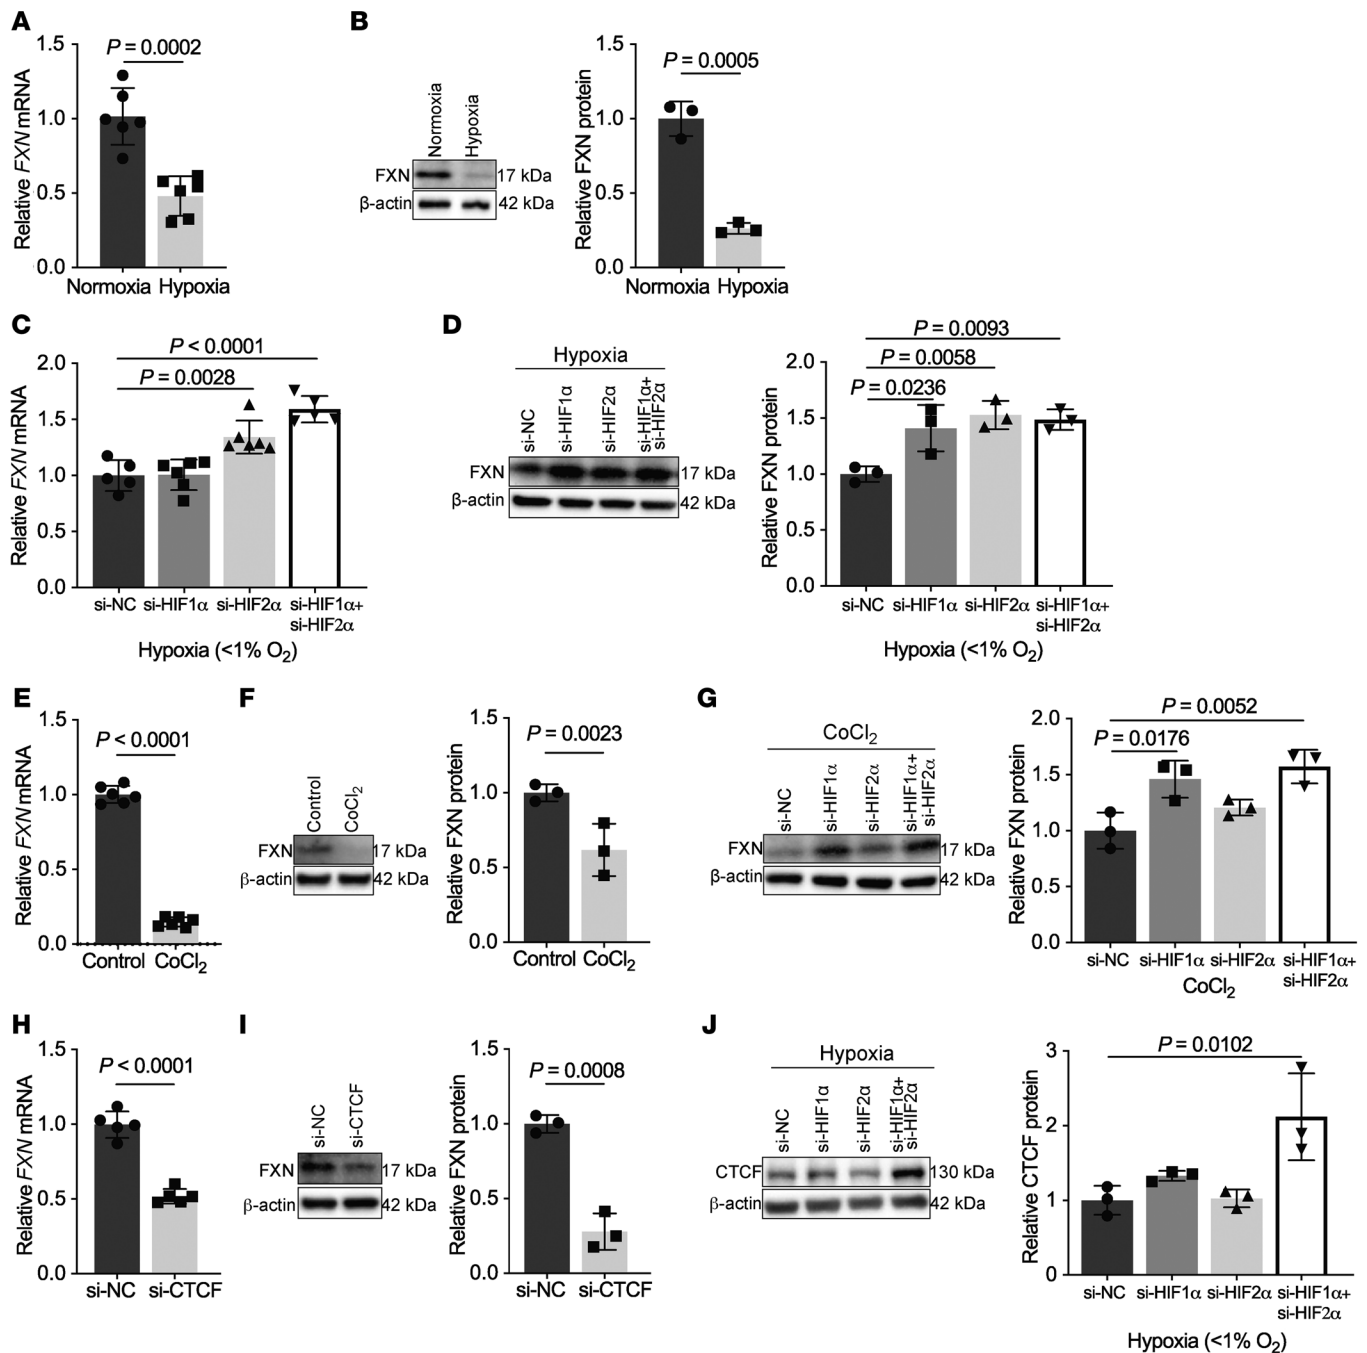 A
Relative FXN mRNA
1.5
1.0
0.5
0.0
P = 0.0002
Normoxia Hypoxia
B
Normoxia
Hypoxia
FXN 17 kDa
β-actin 42 kDa
Relative FXN protein
1.5
1.0
0.5
0.0
P = 0.0005
Normoxia Hypoxia
C
Relative FXN mRNA
2.0
1.5
1.0
0.5
0.0
P < 0.0001
P = 0.0028
si-NC si-HIF1α si-HIF2α si-HIF1α+
si-HIF2α
Hypoxia (<1% O2)
D
Hypoxia
si-NC
si-HIF1α
si-HIF2α
si-HIF1α+
si-HIF2α
FXN 17 kDa
β-actin 42 kDa
Relative FXN protein
2.0
1.5
1.0
0.5
0.0
P = 0.0093
P = 0.0058
P = 0.0236
si-NC si-HIF1α si-HIF2α si-HIF1α+
si-HIF2α
Hypoxia (<1% O2)
E
Relative FXN mRNA
1.5
1.0
0.5
0.0
P < 0.0001
Control CoCl2
F
Control
CoCl2
FXN 17 kDa
β-actin 42 kDa
Relative FXN protein
1.5
1.0
0.5
0.0
P = 0.0023
Control CoCl2
G
CoCl2
si-NC
si-HIF1α
si-HIF2α
si-HIF1α+
si-HIF2α
FXN 17 kDa
β-actin 42 kDa
Relative FXN protein
2.0
1.5
1.0
0.5
0.0
P = 0.0052
P = 0.0176
si-NC si-HIF1α si-HIF2α si-HIF1α+
si-HIF2α
CoCl2
H
Relative FXN mRNA
1.5
1.0
0.5
0.0
P < 0.0001
si-NC si-CTCF
I
si-NC
si-CTCF
FXN 17 kDa
β-actin 42 kDa
Relative FXN protein
1.5
1.0
0.5
0.0
P = 0.0008
si-NC si-CTCF
J
Hypoxia
si-NC
si-HIF1α
si-HIF2α
si-HIF1α+
si-HIF2α
CTCF 130 kDa
β-actin 42 kDa
Relative CTCF protein
3
2
1
0
P = 0.0102
si-NC si-HIF1α si-HIF2α si-HIF1α+
si-HIF2α
Hypoxia (<1% O2)